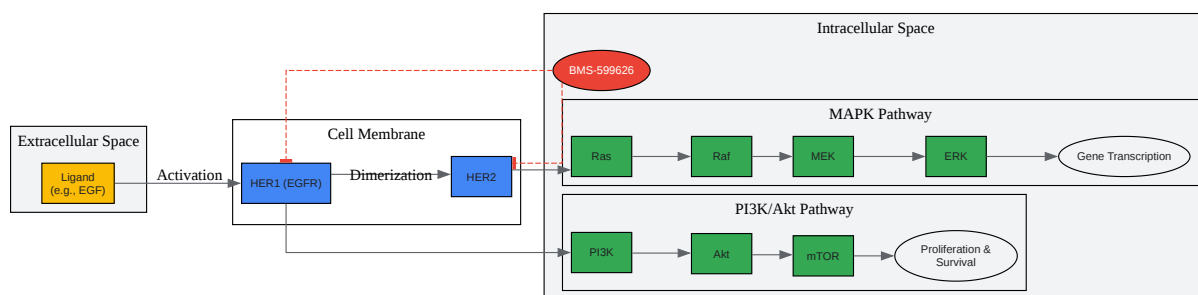 Intracellular Space
BMS-599626
MAPK Pathway
Extracellular Space
Cell Membrane
Ligand
(e.g., EGF)
Activation
HER1 (EGFR)
Dimerization
HER2
Ras
Raf
MEK
ERK
Gene Transcription
PI3K/Akt Pathway
PI3K
Akt
mTOR
Proliferation &
Survival